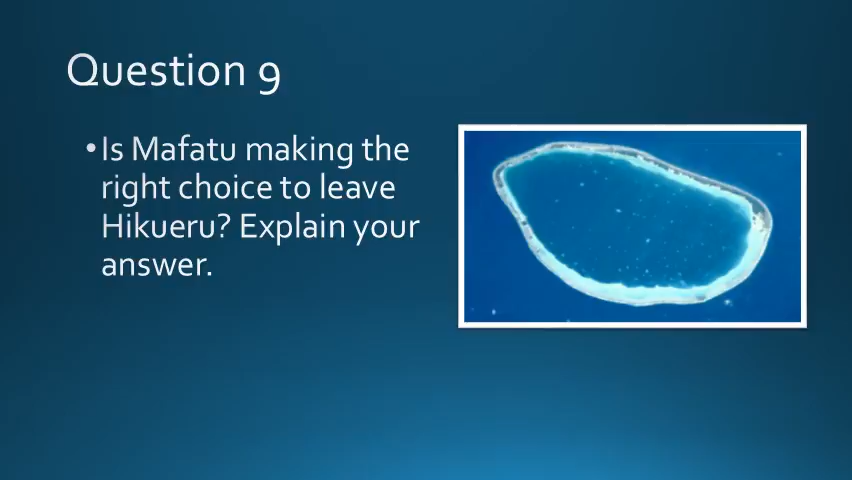 Question 9
•Is Mafatu making the
right choice to leave
Hikueru? Explain your
answer.